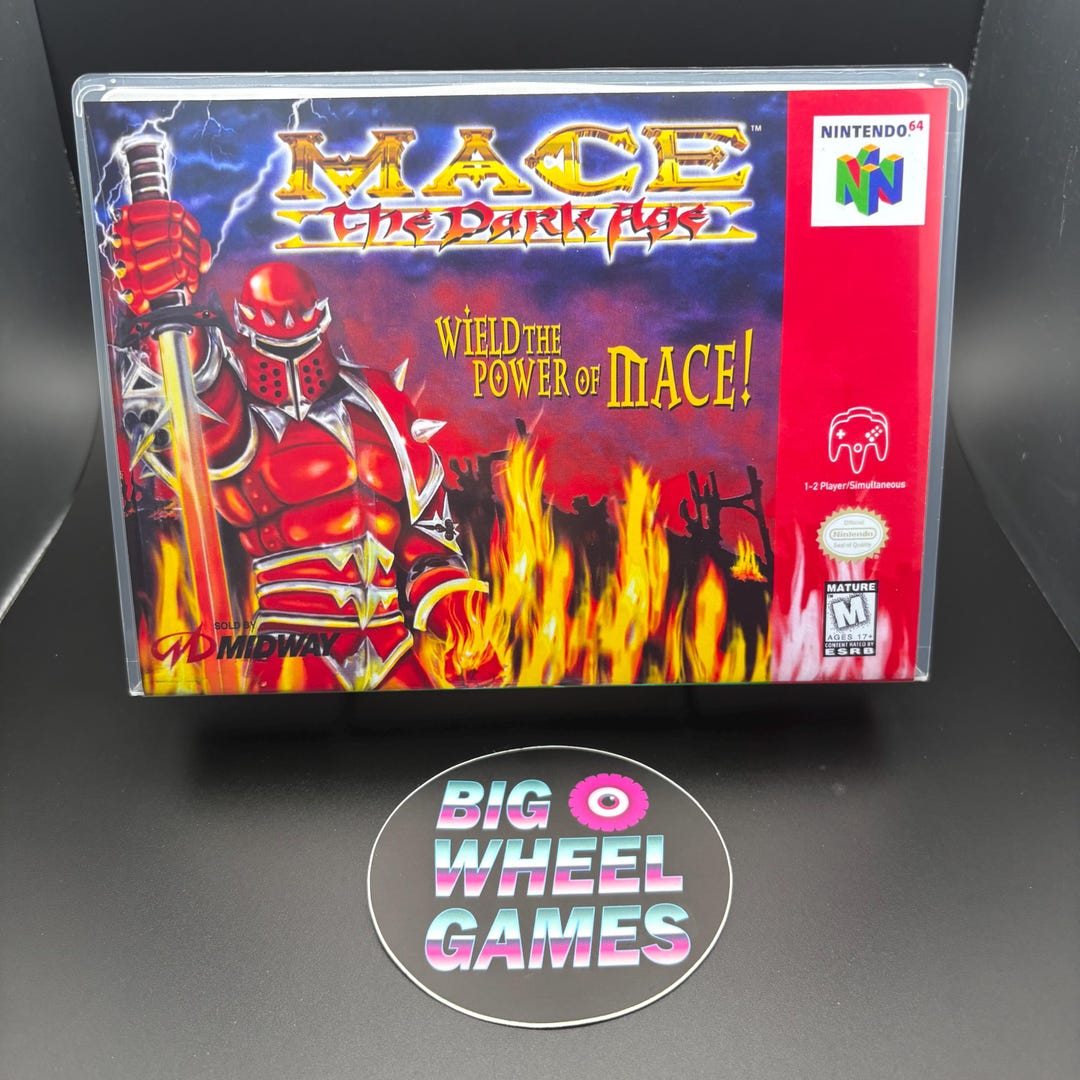 MACE™
The Dark Age
NINTENDO64
WIELD THE
POWER OF MACE!
1-2 Player/Simultaneous
Official
Nintendo
Seal of Quality
MATURE
M
AGES 17+
CONTENT RATED BY
ESRB
SOLD BY
MIDWAY
BIG
WHEEL
GAMES